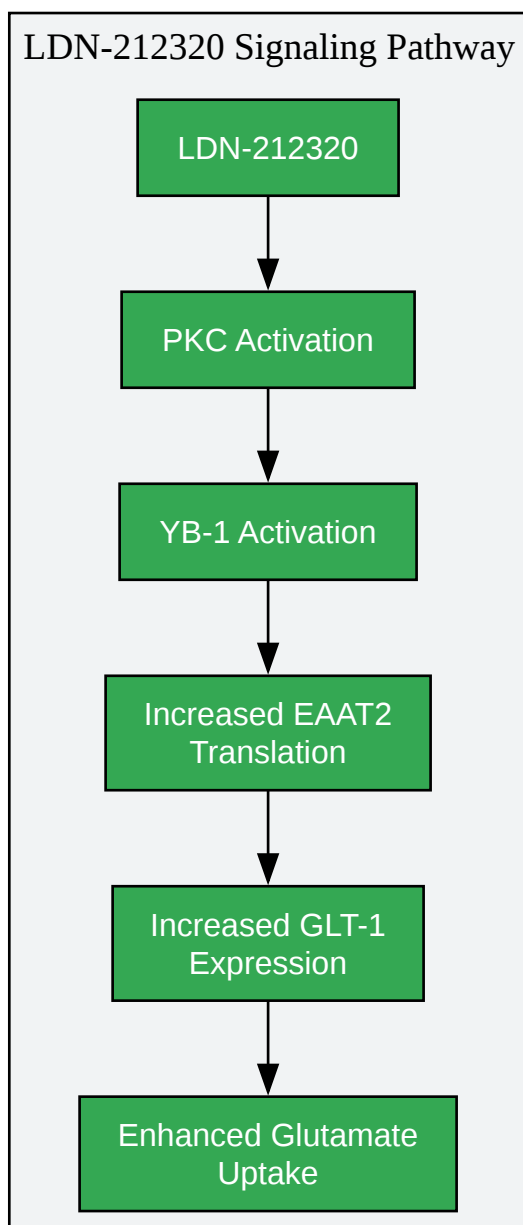 LDN-212320 Signaling Pathway
LDN-212320
PKC Activation
YB-1 Activation
Increased EAAT2
Translation
Increased GLT-1
Expression
Enhanced Glutamate
Uptake